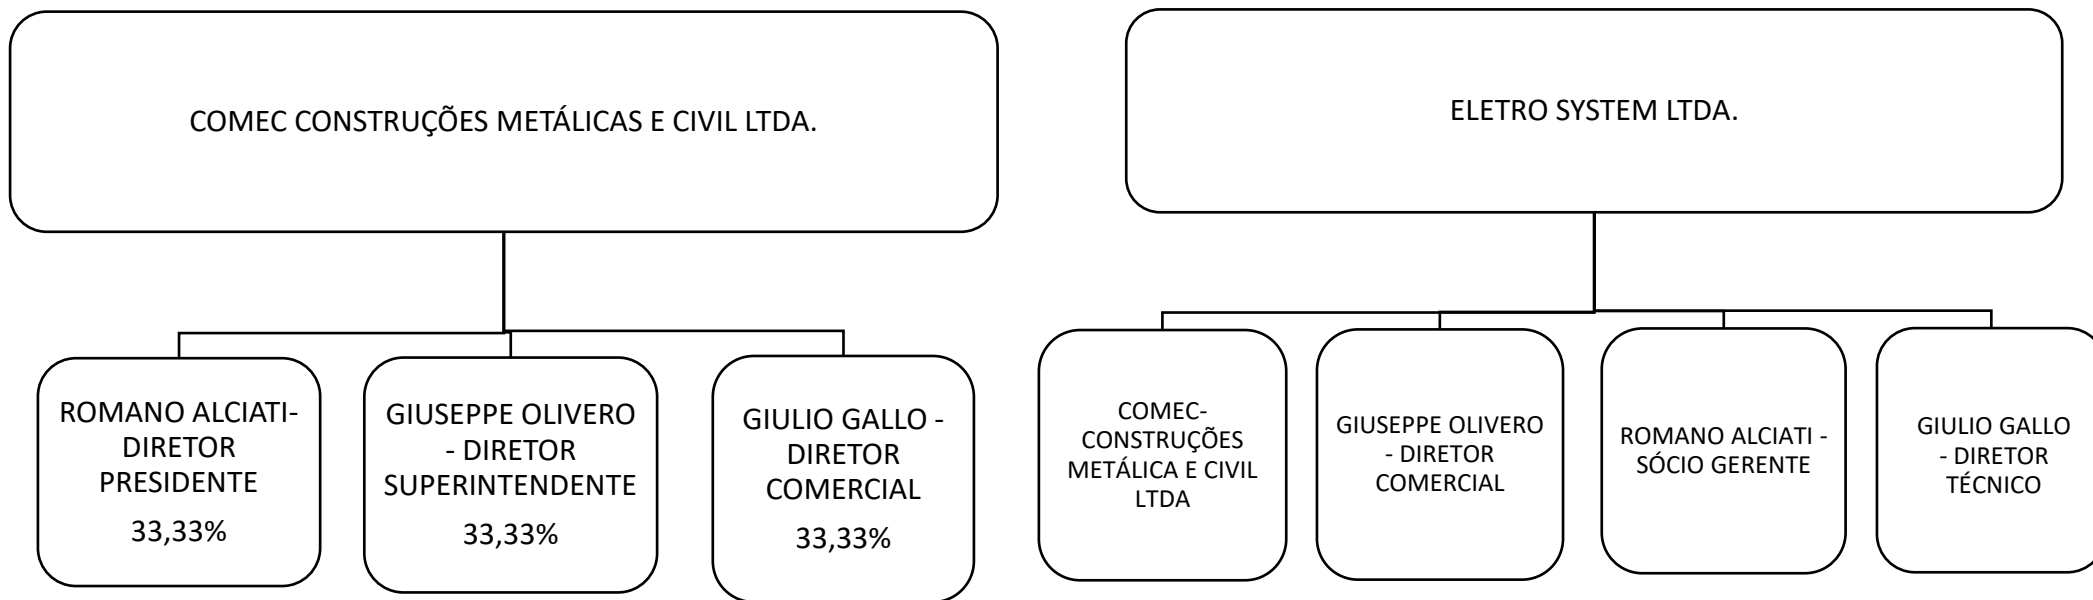 COMEC CONSTRUÇÕES METÁLICAS E CIVIL LTDA.
ELETRO SYSTEM LTDA.
ROMANO ALCIATI-
DIRETOR
PRESIDENTE
33,33%
GIUSEPPE OLIVERO
- DIRETOR
SUPERINTENDENTE
33,33%
GIULIO GALLO -
DIRETOR
COMERCIAL
33,33%
COMEC-
CONSTRUÇÕES
METÁLICA E CIVIL
LTDA
GIUSEPPE OLIVERO
- DIRETOR
COMERCIAL
ROMANO ALCIATI -
SÓCIO GERENTE
GIULIO GALLO
- DIRETOR
TÉCNICO